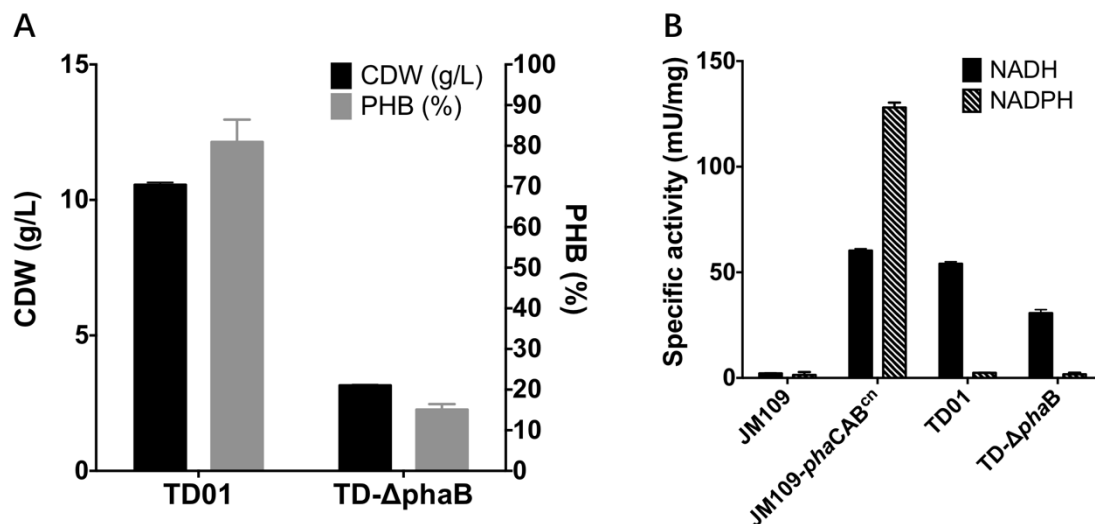 A
CDW (g/L)
PHB (%)
15
10
5
0
CDW (g/L)
100
90
80
70
60
50
40
30
20
10
0
PHB (%)
TD01
TD-ΔphaB
B
NADH
NADPH
150
100
50
0
Specific activity (mU/mg)
JM109
JM109-phaCABcn
TD01
TD-ΔphaB